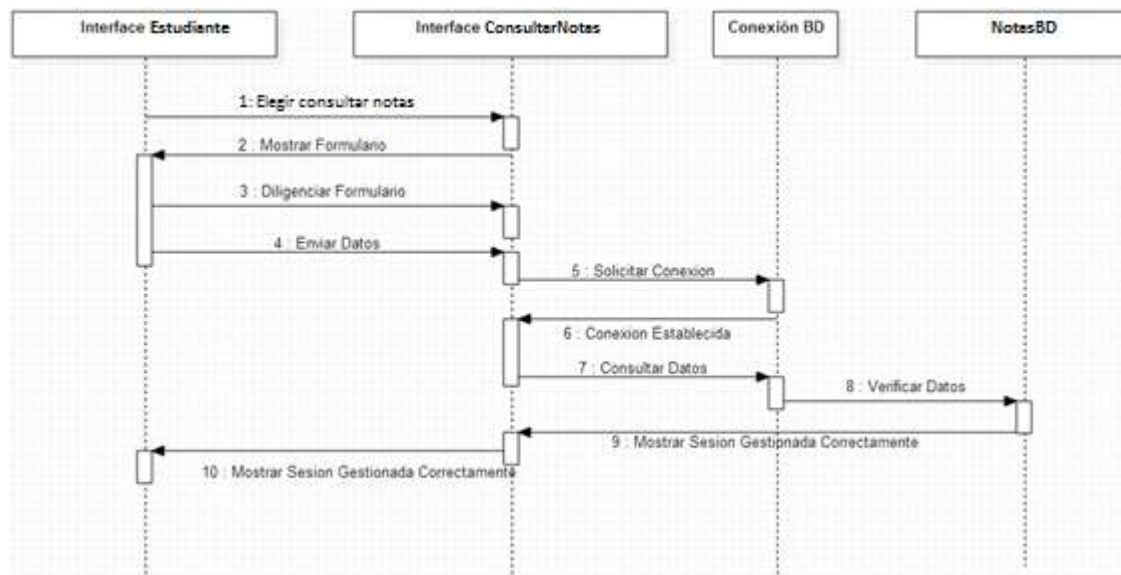 Interface Estudiante
Interface ConsultarNotas
Conexión BD
NotasBD
1: Elegir consultar notas
2 : Mostrar Formulario
3 : Diligenciar Formulario
4 : Enviar Datos
5 : Solicitar Conexion
6 : Conexion Establecida
7 : Consultar Datos
8 : Verificar Datos
9 : Mostrar Sesion Gestionada Correctamente
10 : Mostrar Sesion Gestionada Correctamente